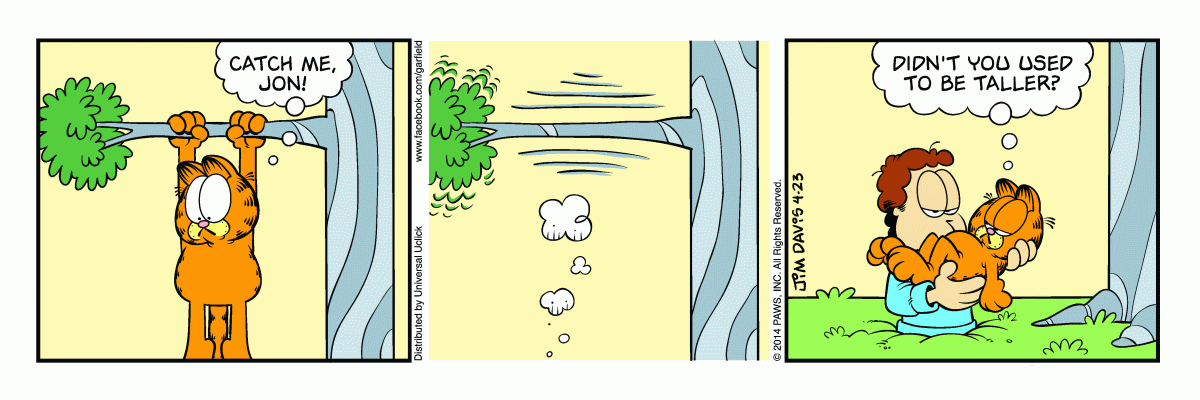 CATCH ME,
JON!
www.facebook.com/garfield
Distributed by Universal Uclick
© 2014 PAWS, INC. All Rights Reserved.
JIM DAVIS 4-23
DIDN'T YOU USED
TO BE TALLER?